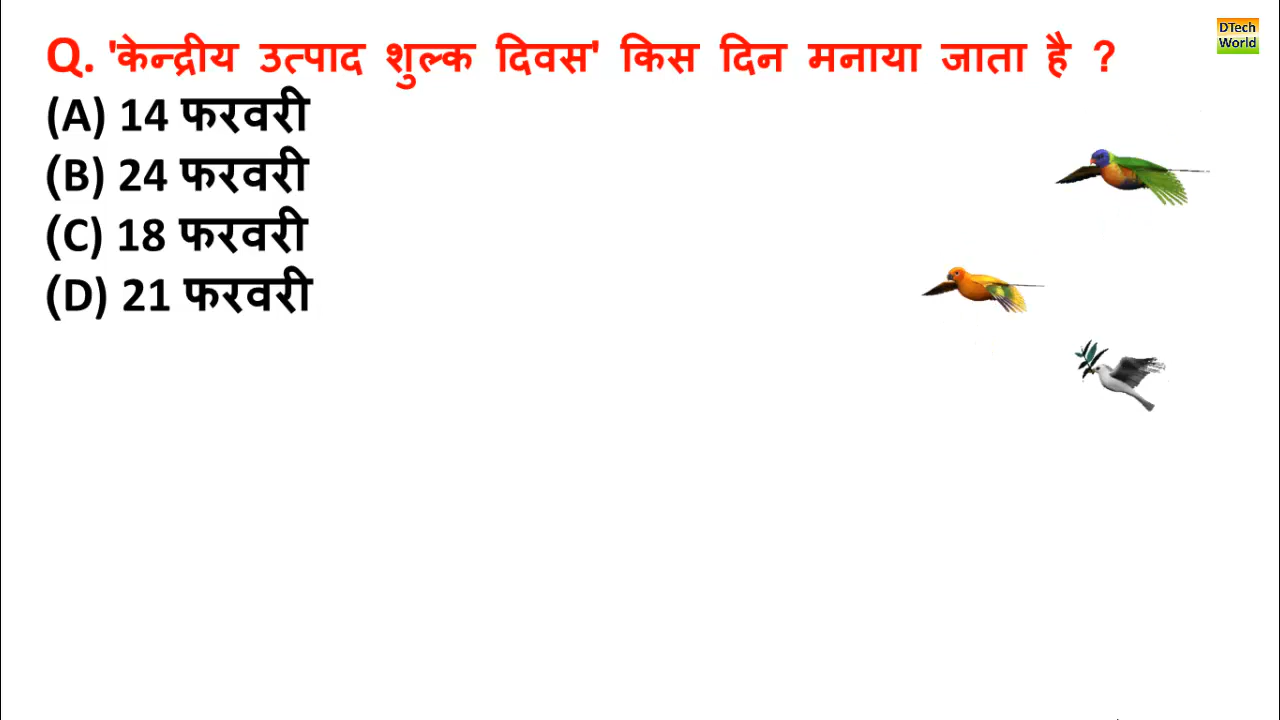 Q. 'केन्द्रीय उत्पाद शुल्क दिवस' किस दिन मनाया जाता है ?
(A) 14 फरवरी
(B) 24 फरवरी
(C) 18 फरवरी
(D) 21 फरवरी
DTech
World